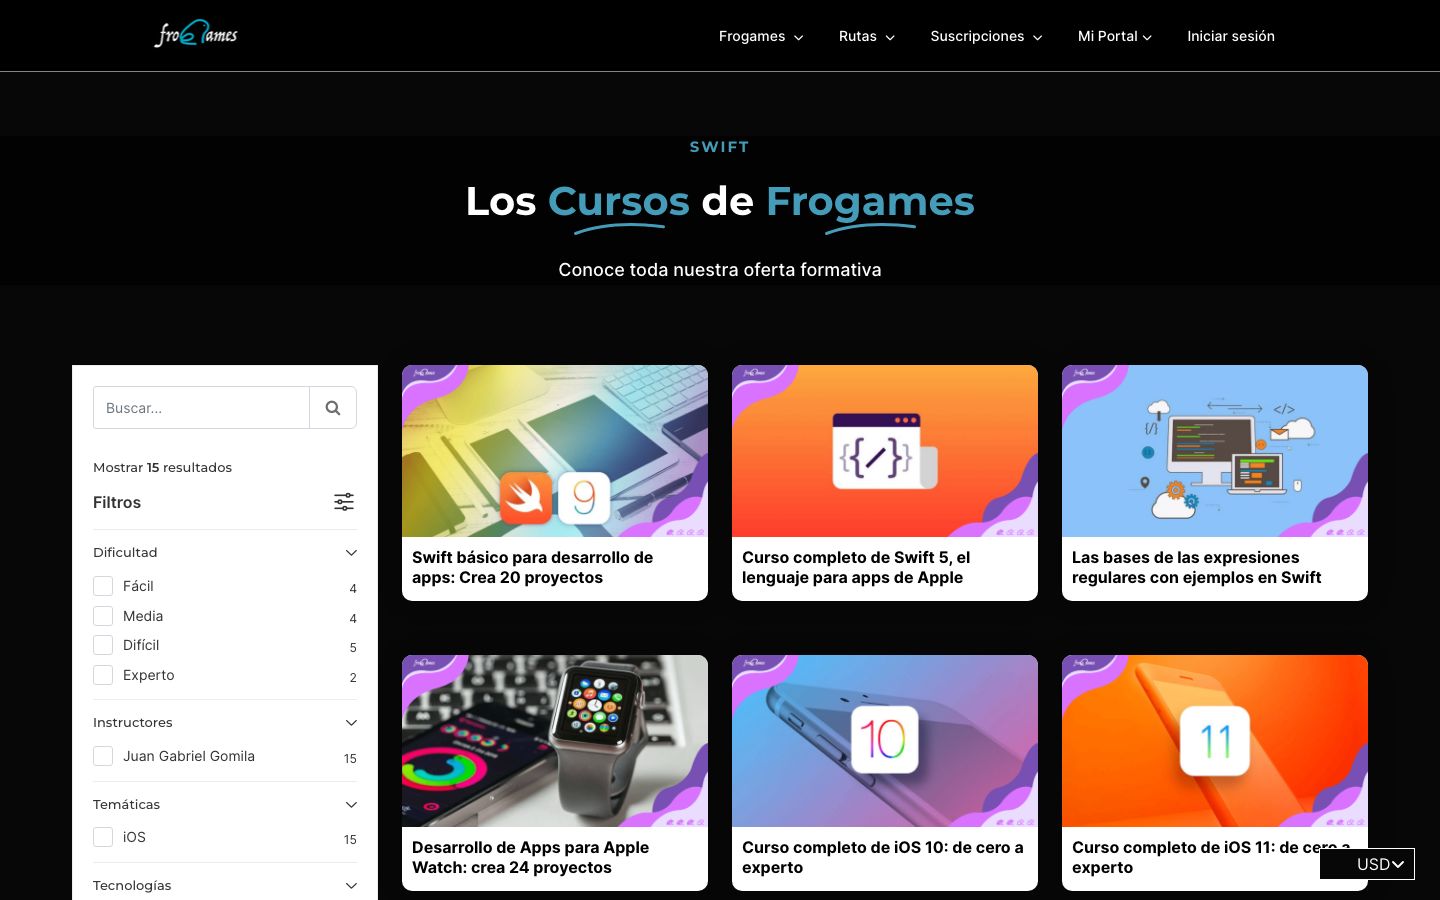 froGames
Frogames
Rutas
Suscripciones
Mi Portal
Iniciar sesión
SWIFT
Los Cursos de Frogames
Conoce toda nuestra oferta formativa
Buscar...
Mostrar 15 resultados
Filtros
Dificultad
Fácil 4
Media 4
Difícil 5
Experto 2
Instructores
Juan Gabriel Gomila 15
Temáticas
iOS 15
Tecnologías
9
Swift básico para desarrollo de
apps: Crea 20 proyectos
{/}
Curso completo de Swift 5, el
lenguaje para apps de Apple
</>
{/}
Las bases de las expresiones
regulares con ejemplos en Swift
Desarrollo de Apps para Apple
Watch: crea 24 proyectos
10
Curso completo de iOS 10: de cero a
experto
11
Curso completo de iOS 11: de cero a
experto
USD